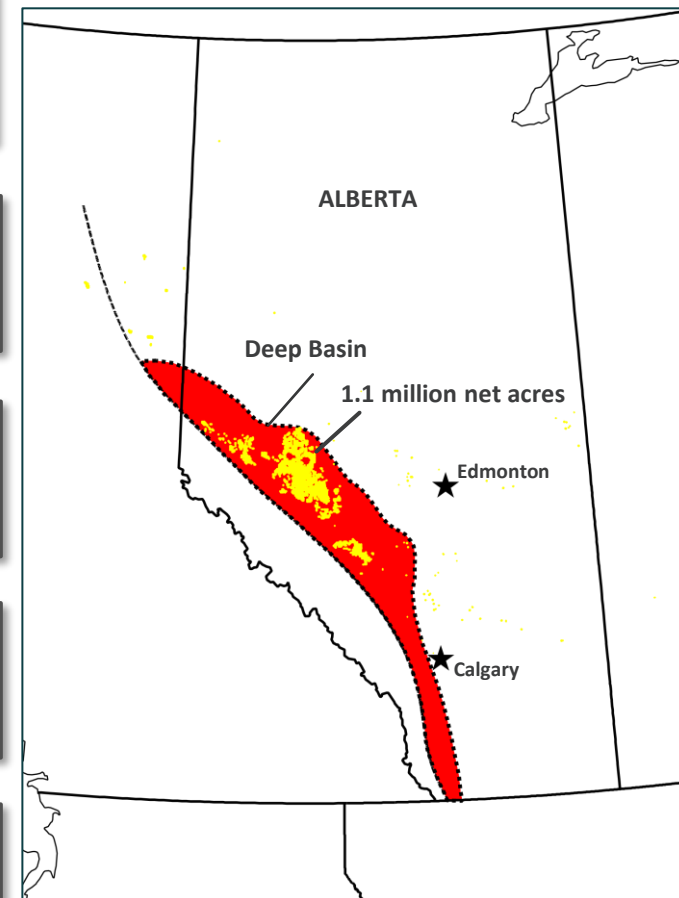 ALBERTA
Deep Basin
1.1 million net acres
Edmonton
Calgary